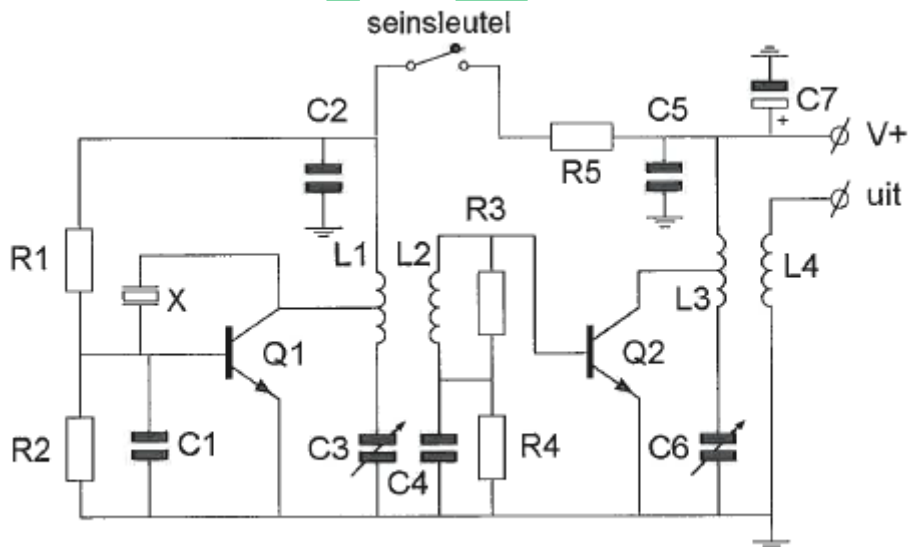 seinsleutel
C2
C5
C7
+
V+
R5
uit
R3
R1
L1
L2
L4
X
L3
Q1
Q2
R2
C1
C3
C4
R4
C6